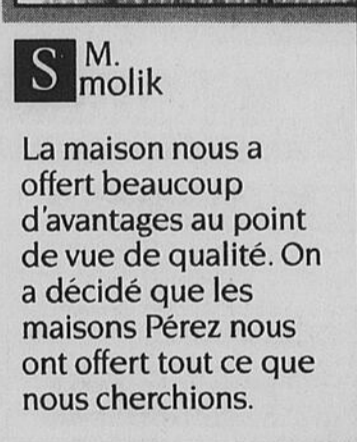 M.
Smolik
La maison nous a
offert beaucoup
d'avantages au point
de vue de qualité. On
a décidé que les
maisons Pérez nous
ont offert tout ce que
nous cherchions.